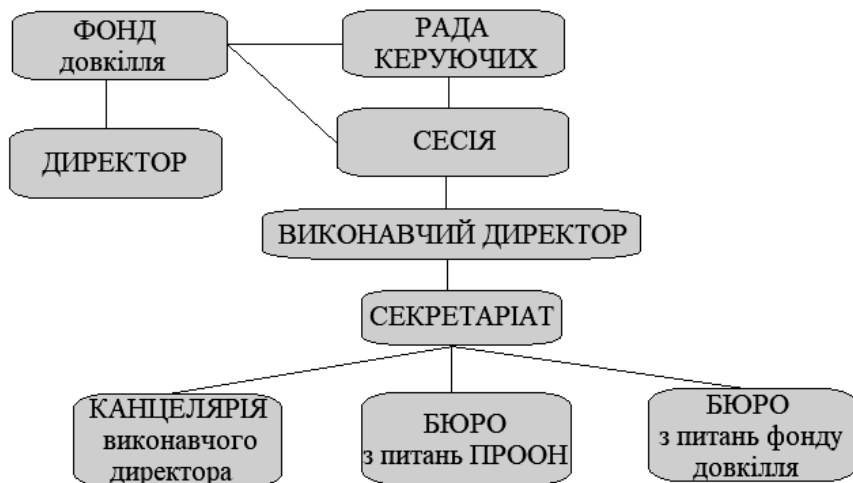 ФОНД
довкілля
РАДА
КЕРУЮЧИХ
ДИРЕКТОР
СЕСІЯ
ВИКОНАВЧИЙ ДИРЕКТОР
СЕКРЕТАРІАТ
КАНЦЕЛЯРІЯ
виконавчого
директора
БЮРО
з питань ПРООН
БЮРО
з питань фонду
довкілля